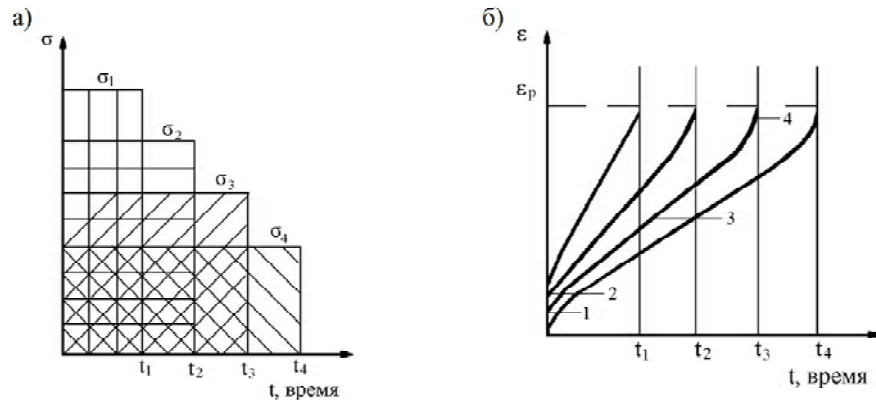 а)
σ
σ1
σ2
σ3
σ4
t1 t2 t3 t4
t, время
б)
ε
εр
4
3
2
1
t1 t2 t3 t4
t, время